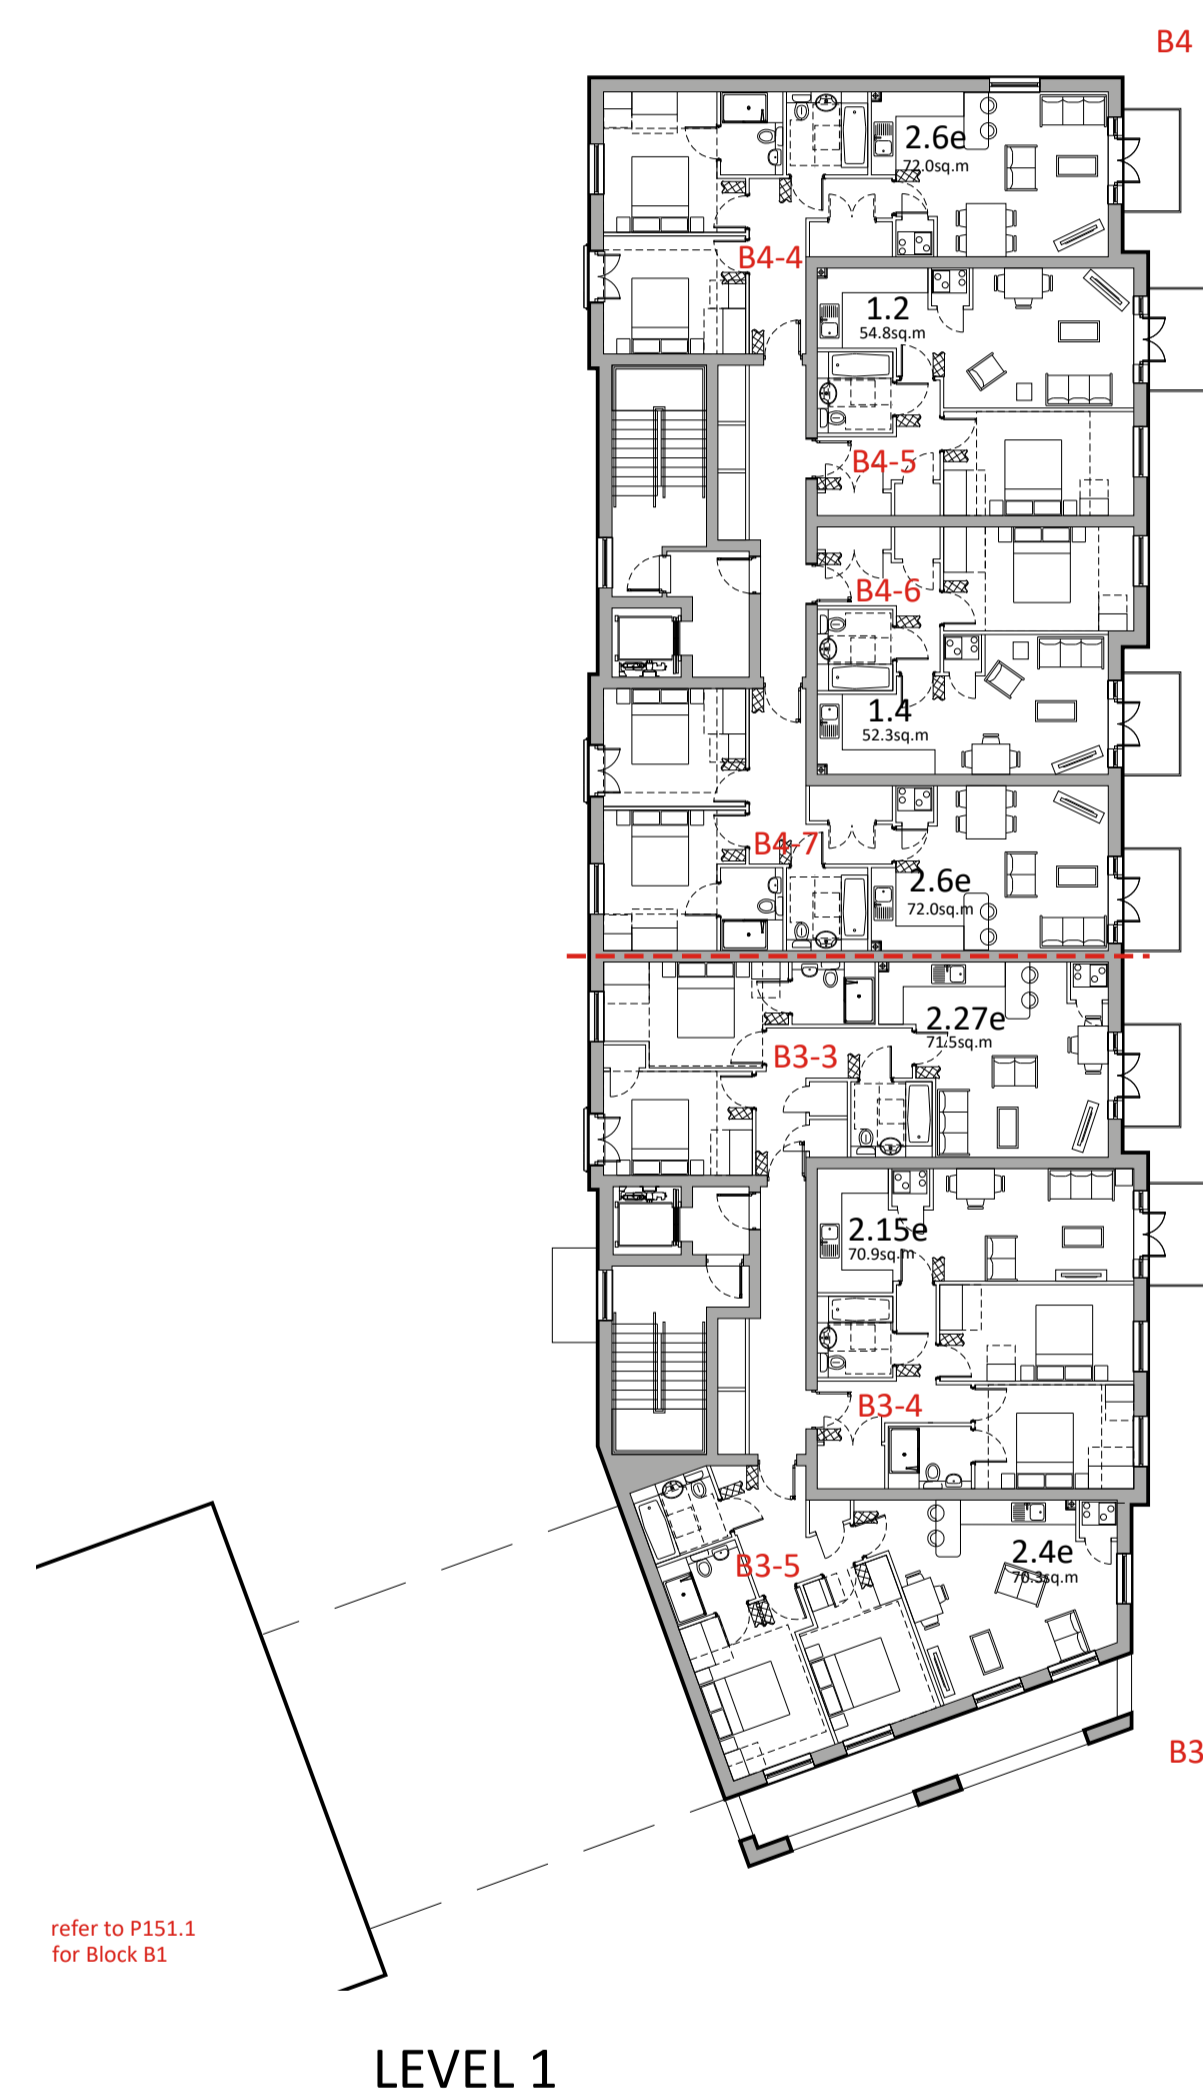 B4
2.6e
72.0sq.m
B4-4
1.2
54.8sq.m
B4-5
B4-6
1.4
52.3sq.m
B4-7
2.6e
72.0sq.m
2.27e
71.5sq.m
B3-3
2.15e
70.9sq.m
B3-4
2.4e
70.3sq.m
B3-5
B3
refer to P151.1
for Block B1
LEVEL 1